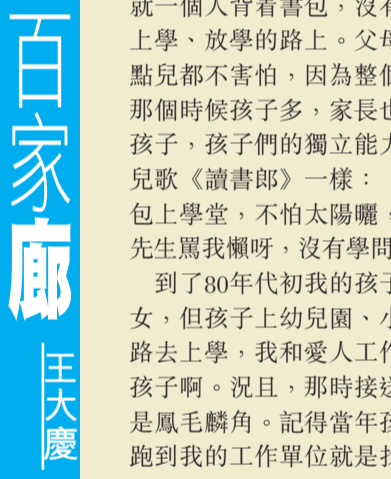 百家廊
王大慶
就一個人背着書包，沒有
上學、放學的路上。父母
點兒都不害怕，因為整個
那個時候孩子多，家長也
孩子，孩子們的獨立能力
兒歌《讀書郎》一樣：
包上學堂，不怕太陽曬，
先生罵我懶呀，沒有學問
到了80年代初我的孩子
女，但孩子上幼兒園、小
路去上學，我和愛人工作
孩子啊。況且，那時接送
是鳳毛麟角。記得當年孩
跑到我的工作單位就是找